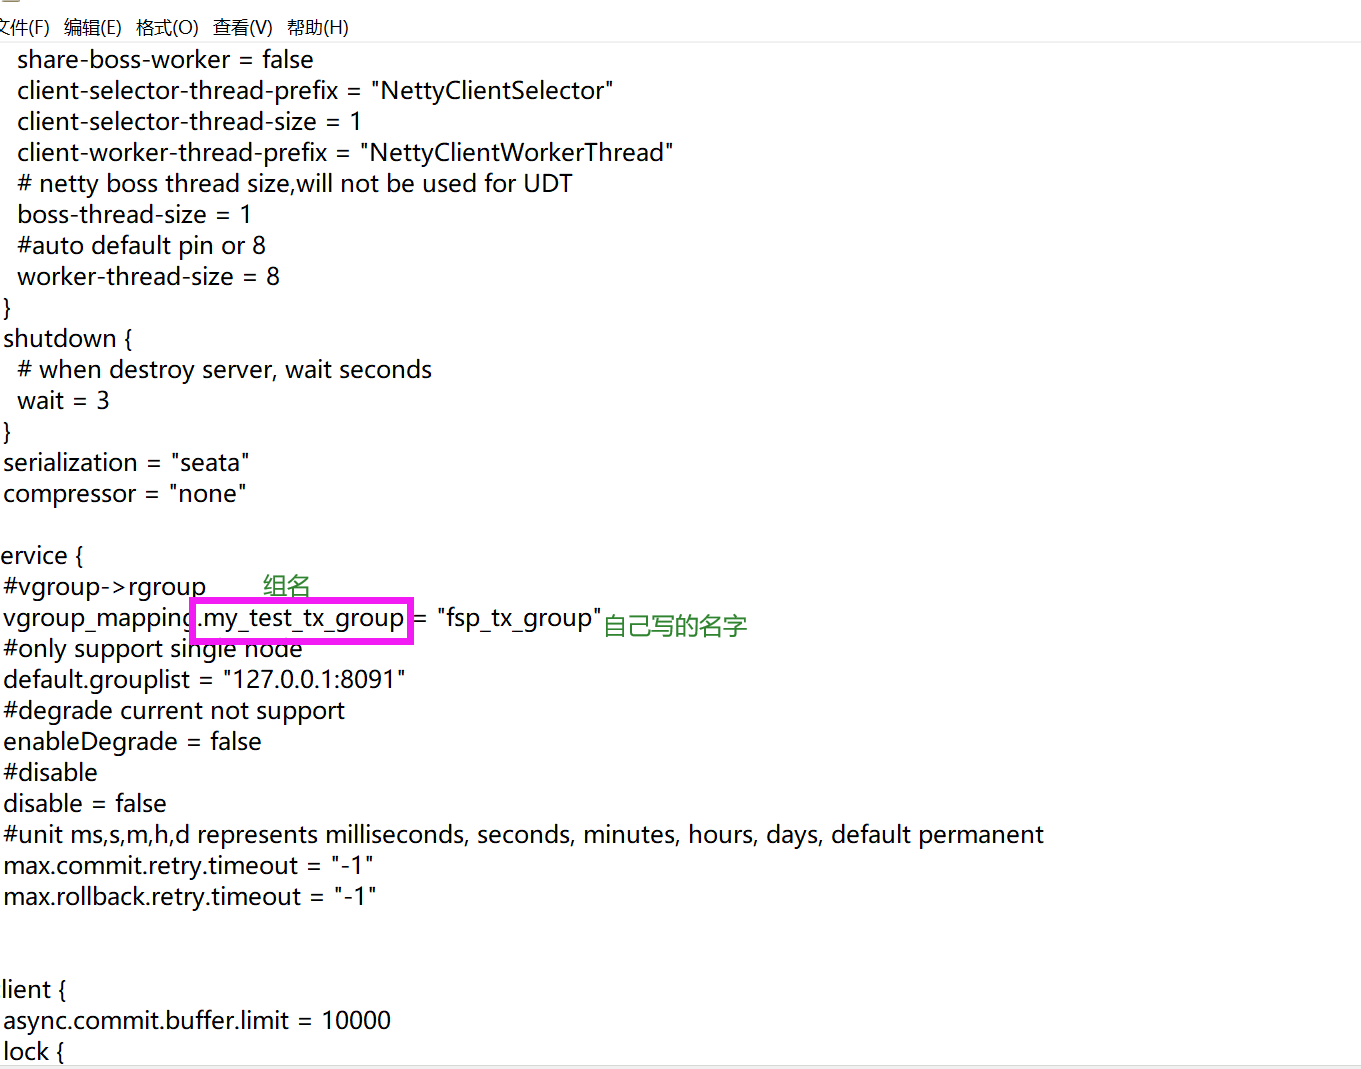 文件(F) 编辑(E) 格式(O) 查看(V) 帮助(H)
share-boss-worker = false
client-selector-thread-prefix = "NettyClientSelector"
client-selector-thread-size = 1
client-worker-thread-prefix = "NettyClientWorkerThread"
# netty boss thread size,will not be used for UDT
boss-thread-size = 1
#auto default pin or 8
worker-thread-size = 8
}
shutdown {
# when destroy server, wait seconds
wait = 3
}
serialization = "seata"
compressor = "none"
ervice {
#vgroup->rgroup 组名
vgroup_mapping.my_test_tx_group = "fsp_tx_group" 自己写的名字
#only support single node
default.grouplist = "127.0.0.1:8091"
#degrade current not support
enableDegrade = false
#disable
disable = false
#unit ms,s,m,h,d represents milliseconds, seconds, minutes, hours, days, default permanent
max.commit.retry.timeout = "-1"
max.rollback.retry.timeout = "-1"
lient {
async.commit.buffer.limit = 10000
lock {